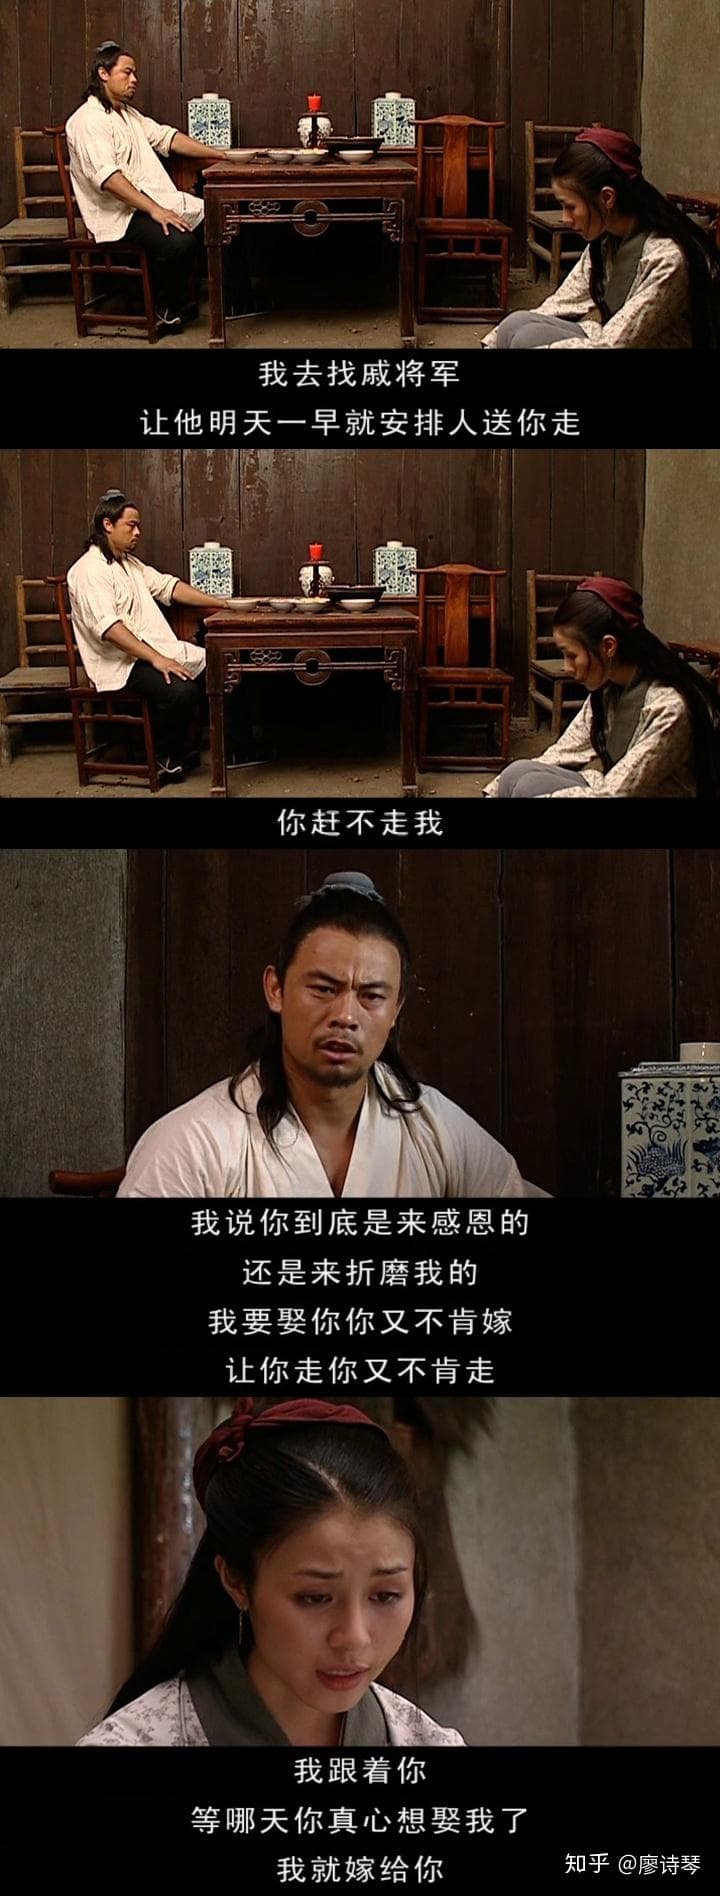 我去找戚将军
让他明天一早就安排人送你走
你赶不走我
我说你到底是来感恩的
还是来折磨我的
我要娶你你又不肯嫁
让你走你又不肯走
我跟着你
等哪天你真心想娶我了
我就嫁给你
知乎 @廖诗琴